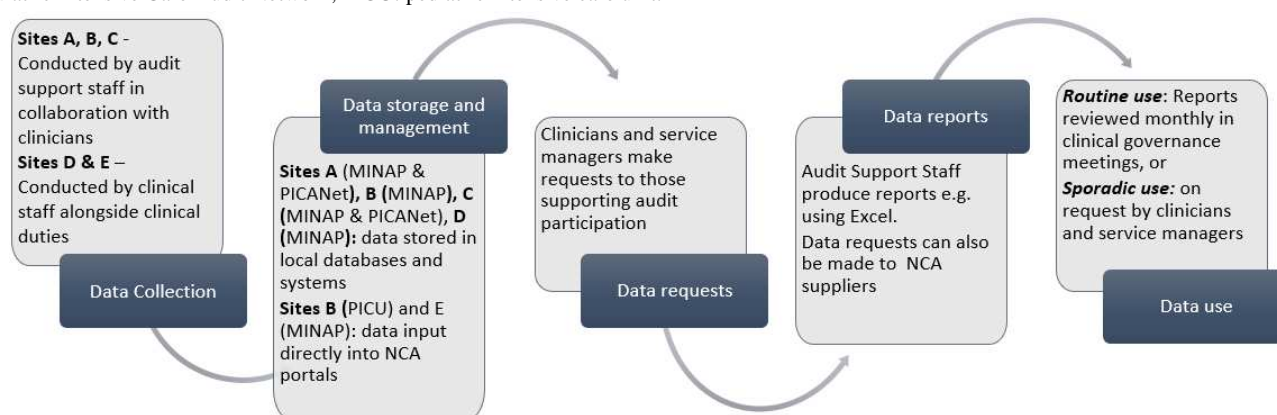 Sites A, B, C -
Conducted by audit
support staff in
collaboration with
clinicians
Sites D & E –
Conducted by clinical
staff alongside clinical
duties
Data Collection
Data storage and
management
Sites A (MINAP &
PICANet), B (MINAP), C
(MINAP & PICANet), D
(MINAP): data stored in
local databases and
systems
Sites B (PICU) and E
(MINAP): data input
directly into NCA
portals
Clinicians and service
managers make
requests to those
supporting audit
participation
Data requests
Data reports
Audit Support Staff
produce reports e.g.
using Excel.
Data requests can also
be made to NCA
suppliers
Routine use: Reports
reviewed monthly in
clinical governance
meetings, or
Sporadic use: on
request by clinicians
and service managers
Data use